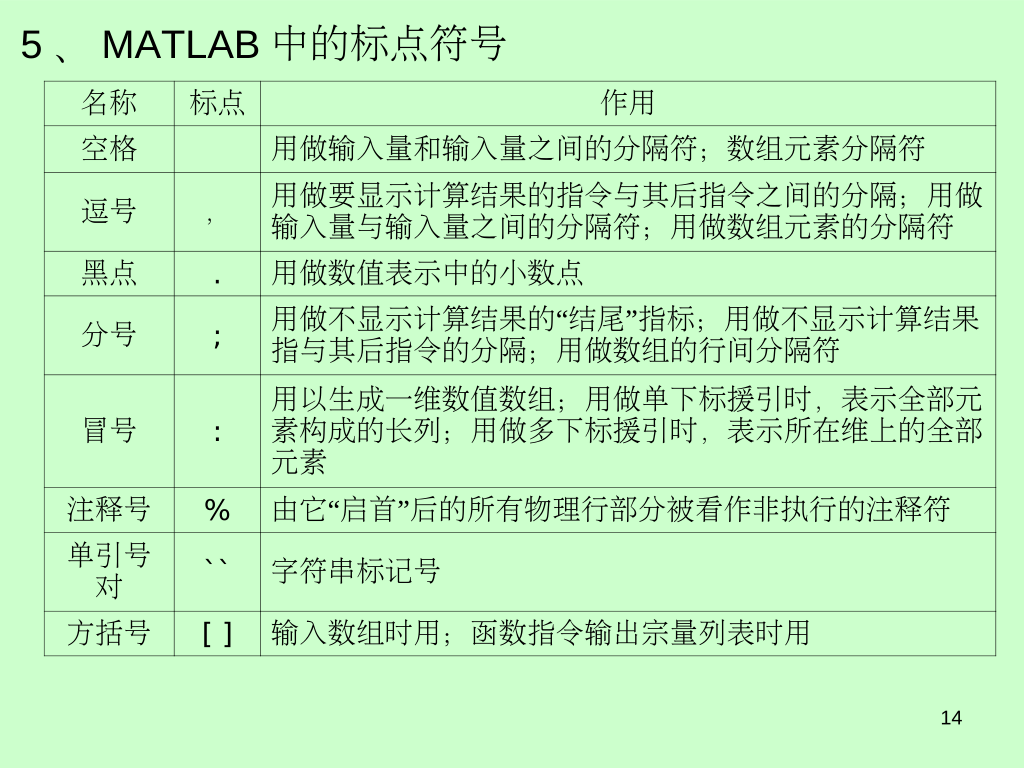 5 、 MATLAB 中的标点符号
名称 标点 作用
空格 用做输入量和输入量之间的分隔符；数组元素分隔符
逗号 ， 用做要显示计算结果的指令与其后指令之间的分隔；用做
输入量与输入量之间的分隔符；用做数组元素的分隔符
黑点 . 用做数值表示中的小数点
分号 ; 用做不显示计算结果的“结尾”指标；用做不显示计算结果
指与其后指令的分隔；用做数组的行间分隔符
冒号 : 用以生成一维数值数组；用做单下标援引时，表示全部元
素构成的长列；用做多下标援引时，表示所在维上的全部
元素
注释号 % 由它“启首”后的所有物理行部分被看作非执行的注释符
单引号
对 `` 字符串标记号
方括号 [ ] 输入数组时用；函数指令输出宗量列表时用
14